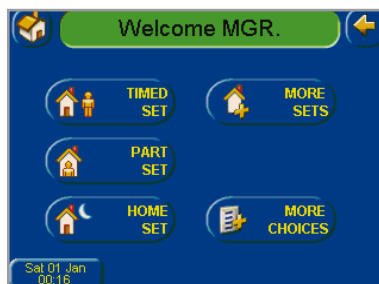 Welcome MGR.
TIMED
SET
MORE
SETS
PART
SET
HOME
SET
MORE
CHOICES
Sat 01 Jan
00:16